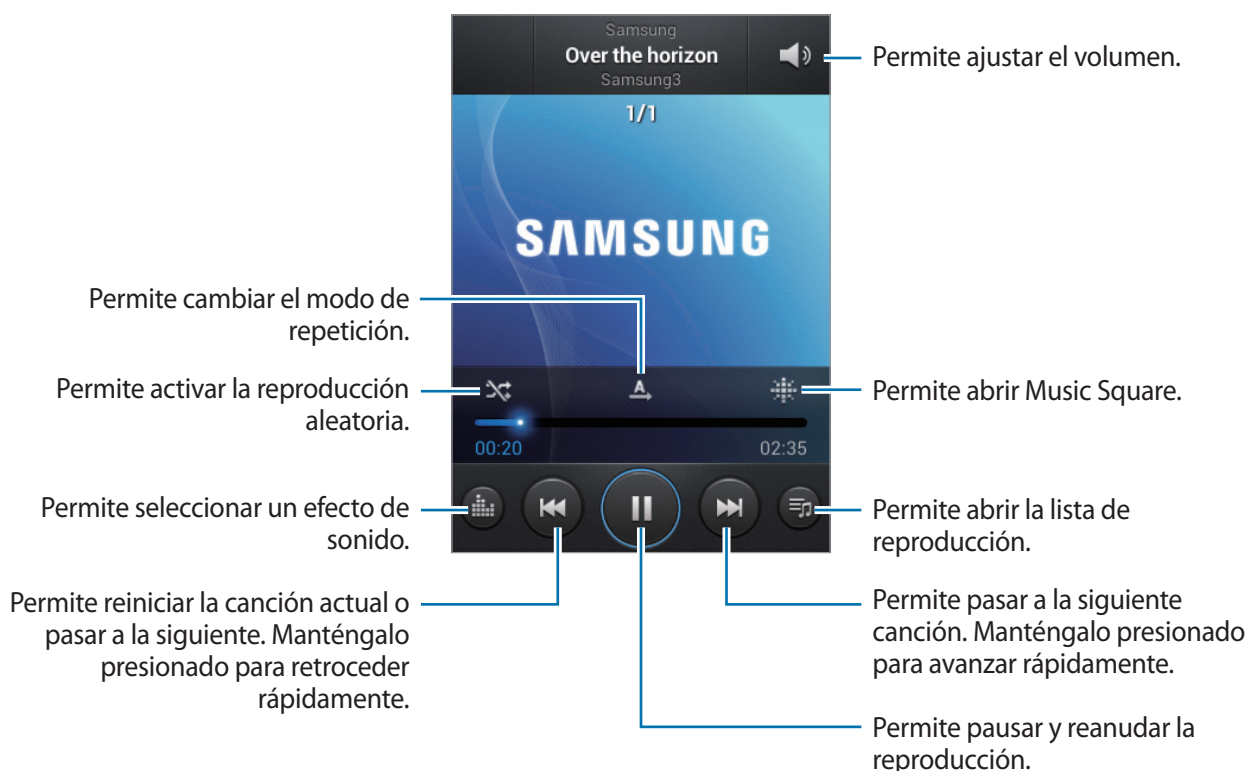 Samsung
Over the horizon
Samsung3
Permite ajustar el volumen.
1/1
SAMSUNG
Permite cambiar el modo de
repetición.
A
Permite activar la reproducción
aleatoria.
Permite abrir Music Square.
00:20
02:35
Permite seleccionar un efecto de
sonido.
Permite abrir la lista de
reproducción.
Permite reiniciar la canción actual o
pasar a la siguiente. Manténgalo
presionado para retroceder
rápidamente.
Permite pasar a la siguiente
canción. Manténgalo presionado
para avanzar rápidamente.
Permite pausar y reanudar la
reproducción.